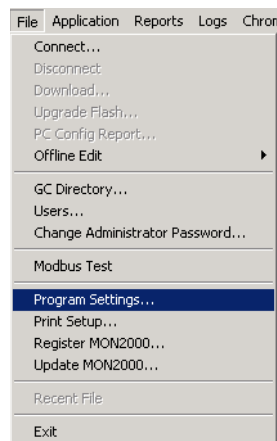 File Application Reports Logs Chron
Connect...
Disconnect
Download...
Upgrade Flash...
PC Config Report...
Offline Edit
GC Directory...
Users...
Change Administrator Password...
Modbus Test
Program Settings...
Print Setup...
Register MON2000...
Update MON2000...
Recent File
Exit